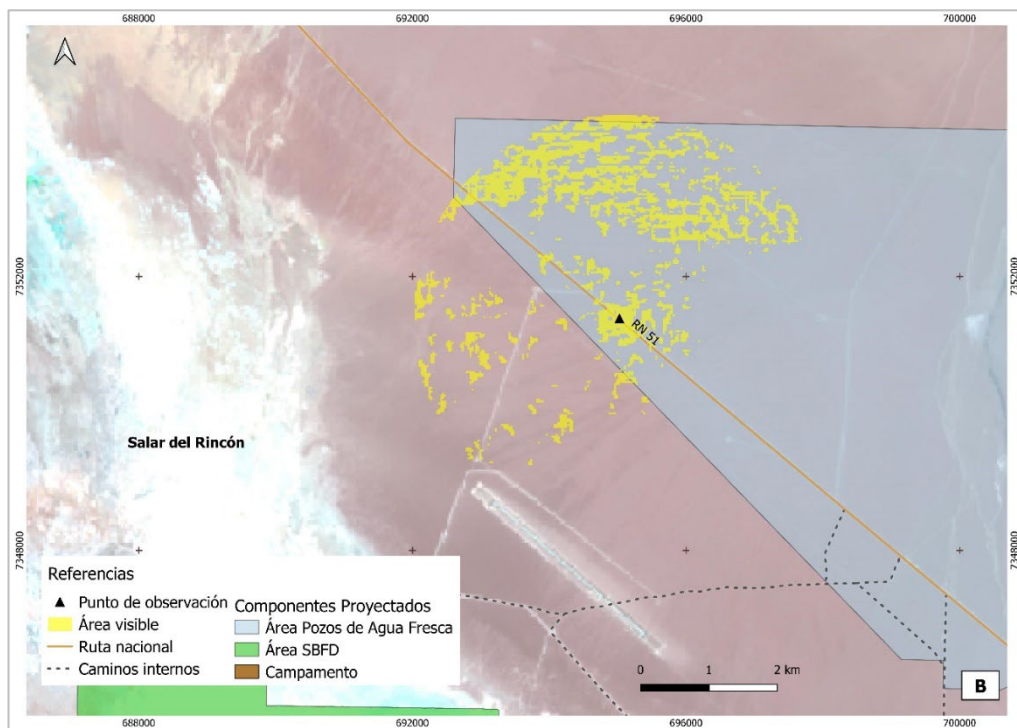 688000
692000
696000
700000
7352000
7352000
RN 51
Salar del Rincón
7348000
7348000
Referencias
Punto de observación
Área visible
Ruta nacional
Caminos internos
Componentes Proyectados
Área Pozos de Agua Fresca
Área SBFD
Campamento
0 1 2 km
B
688000
692000
696000
700000